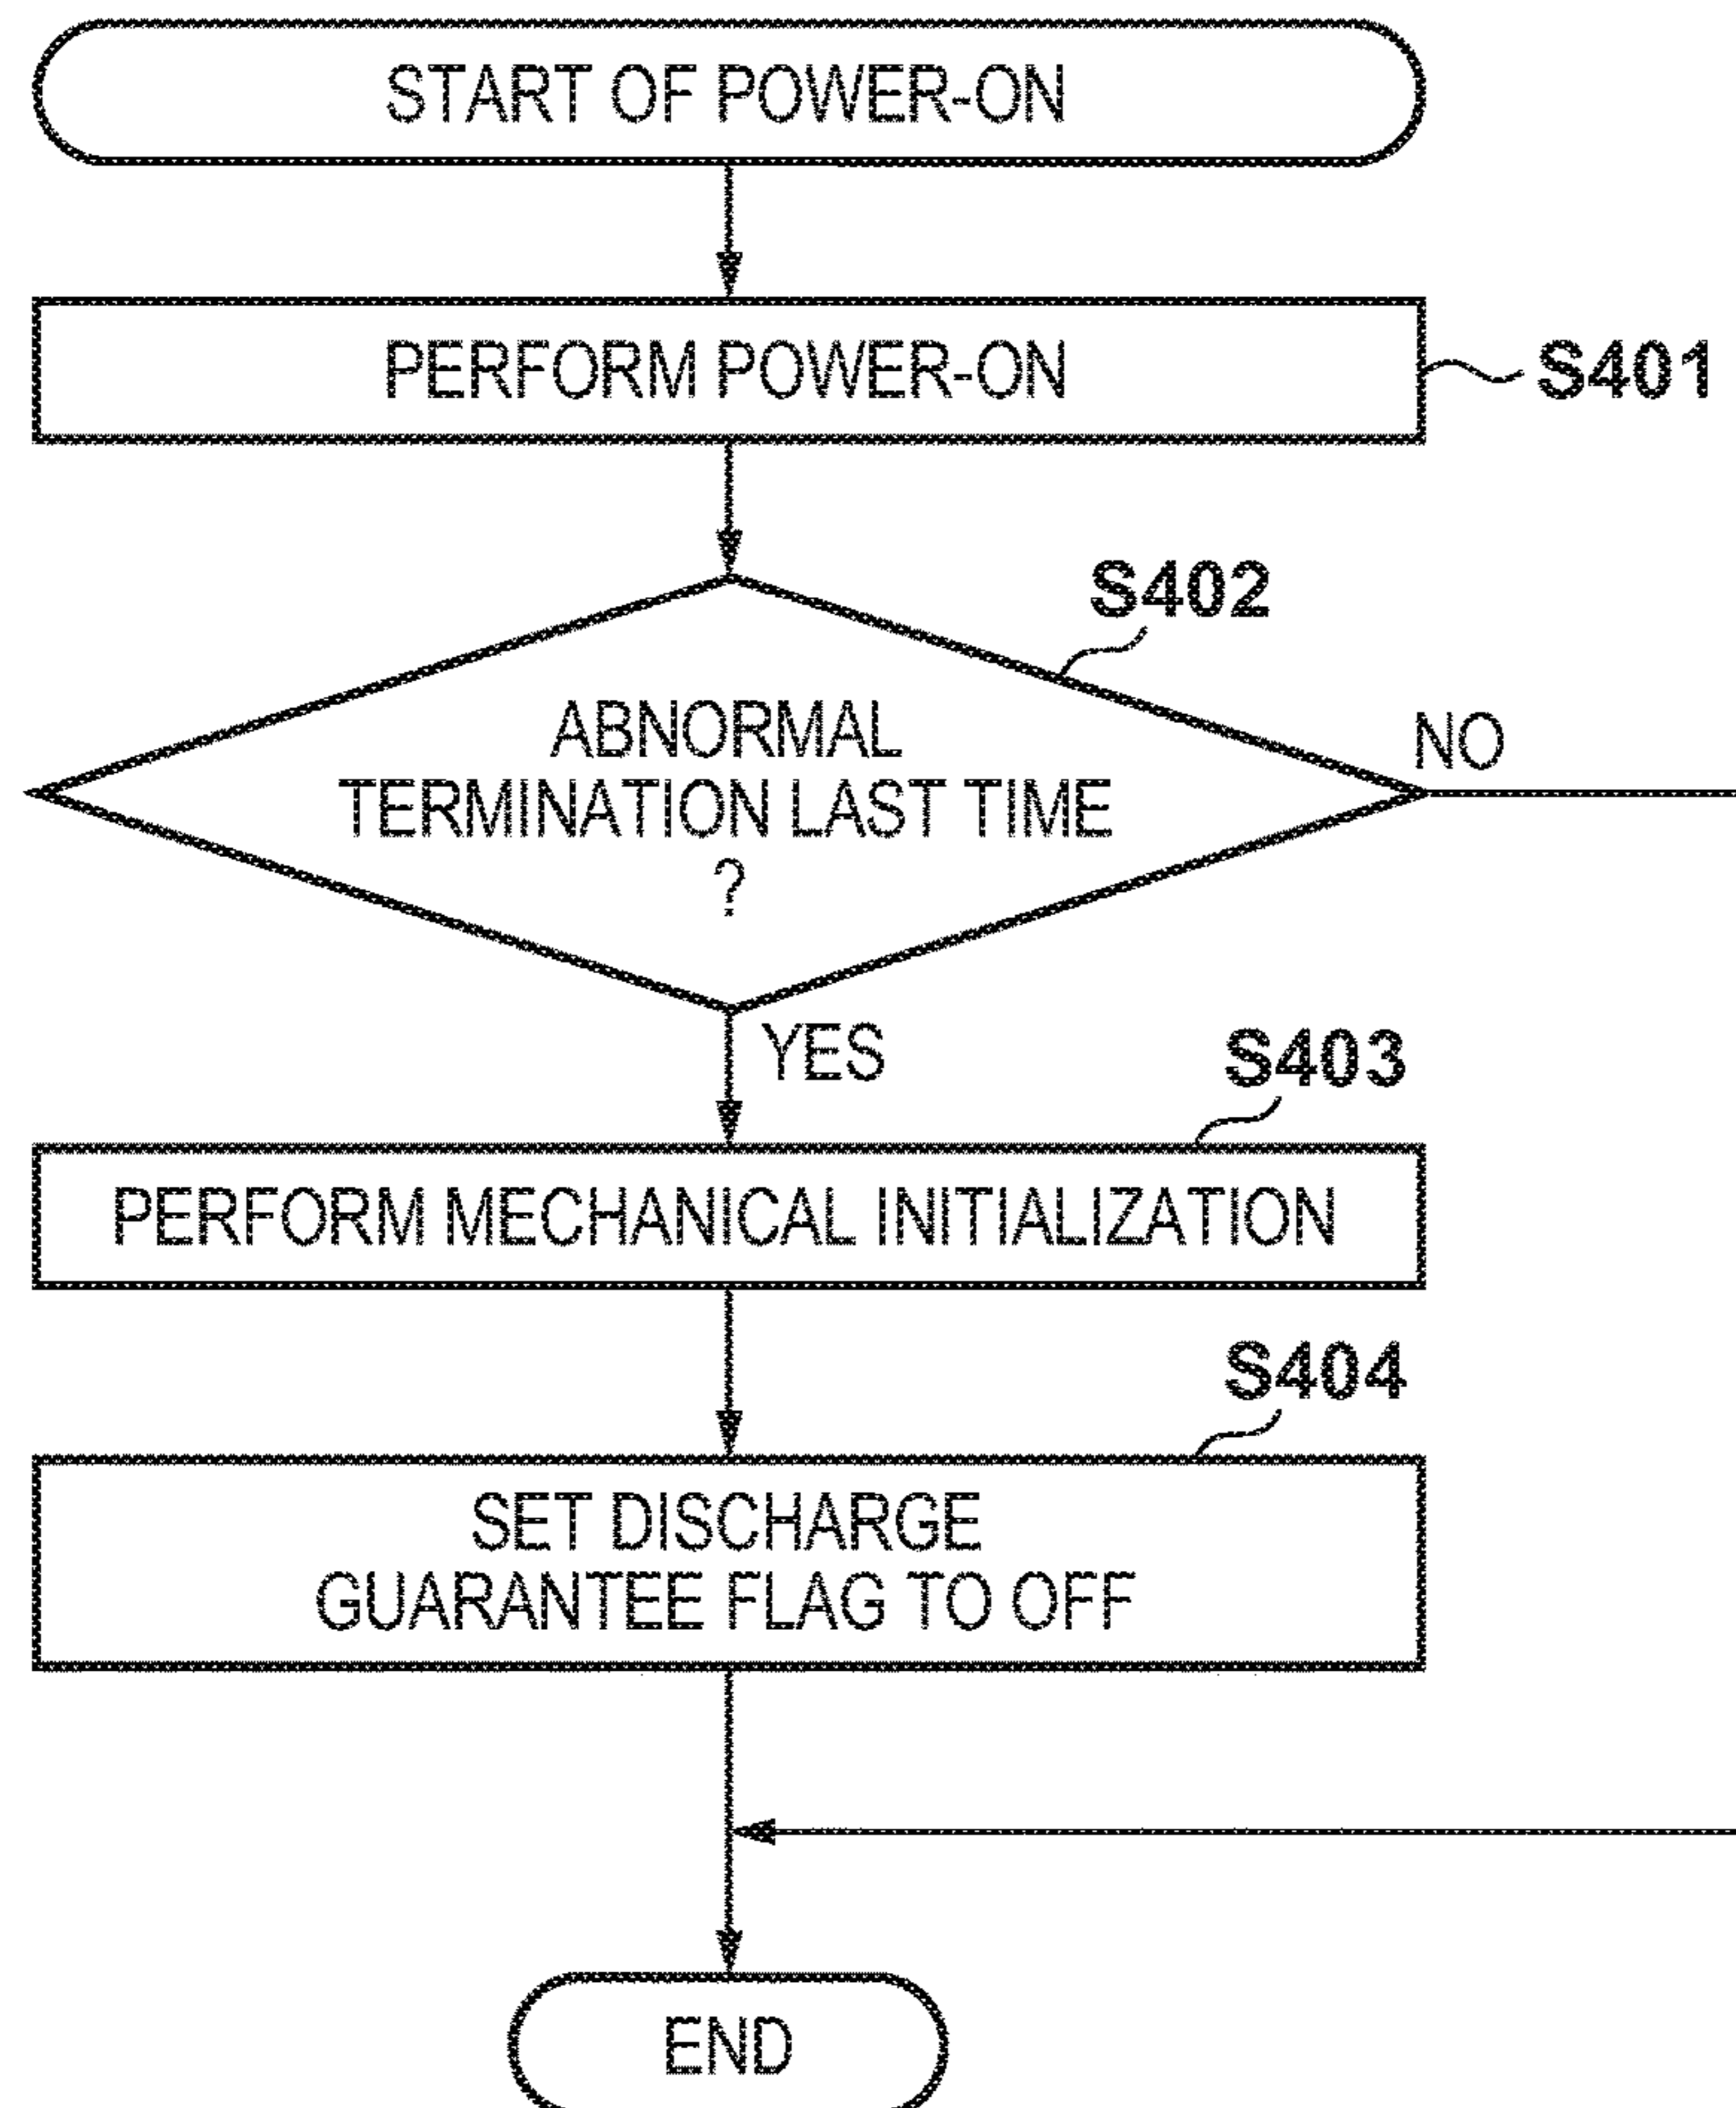 START OF POWER-ON
PERFORM POWER-ON
S401
S402
ABNORMAL
TERMINATION LAST TIME
?
NO
YES
S403
PERFORM MECHANICAL INITIALIZATION
S404
SET DISCHARGE
GUARANTEE FLAG TO OFF
END